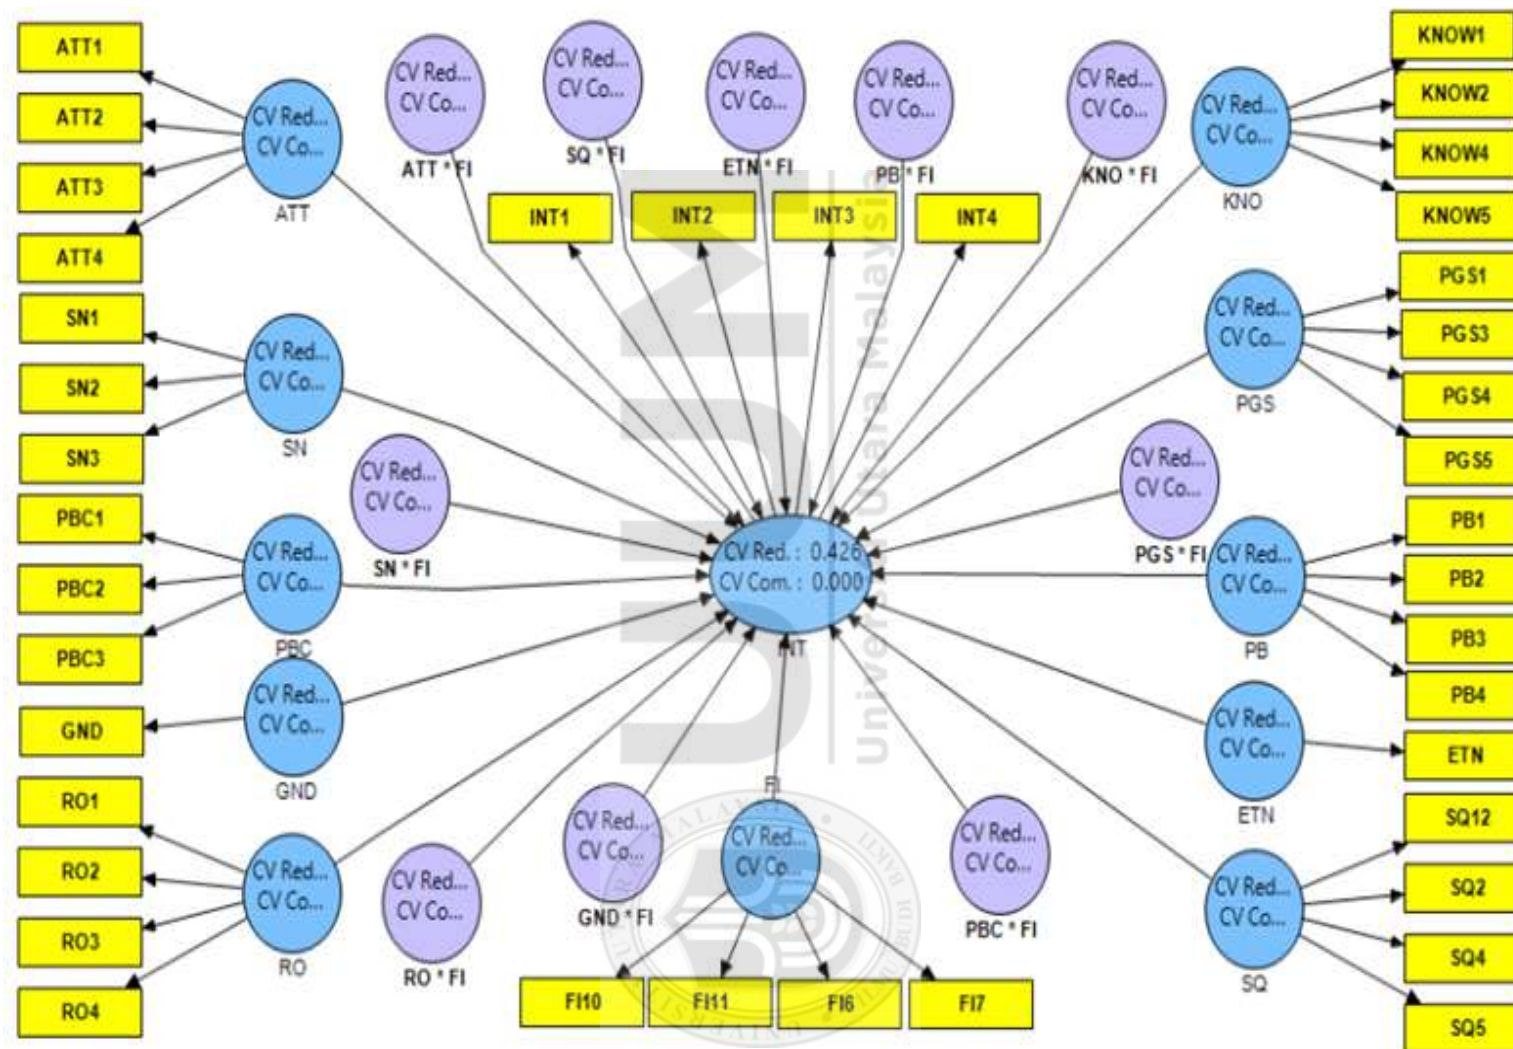 ATT1
ATT2
ATT3
ATT4
SN1
SN2
SN3
PBC1
PBC2
PBC3
GND
RO1
RO2
RO3
RO4
CV Red...
CV Co...
ATT
CV Red...
CV Co...
SN
CV Red...
CV Co...
PBC
CV Red...
CV Co...
GND
CV Red...
CV Co...
RO
CV Red...
CV Co...
ATT * FI
CV Red...
CV Co...
SQ * FI
CV Red...
CV Co...
ETN * FI
CV Red...
CV Co...
PB * FI
CV Red...
CV Co...
KNO * FI
INT1
INT2
INT3
INT4
CV Red...
CV Co...
SN * FI
CV Red. : 0.426
CV Com. : 0.000
INT
CV Red...
CV Co...
PGS * FI
CV Red...
CV Co...
RO * FI
CV Red...
CV Co...
GND * FI
FI
CV Red...
CV Co...
CV Red...
CV Co...
PBC * FI
FI10
FI11
FI6
FI7
CV Red...
CV Co...
KNO
CV Red...
CV Co...
PGS
CV Red...
CV Co...
PB
CV Red...
CV Co...
ETN
CV Red...
CV Co...
SQ
KNOW1
KNOW2
KNOW4
KNOW5
PGS1
PGS3
PGS4
PGS5
PB1
PB2
PB3
PB4
ETN
SQ12
SQ2
SQ4
SQ5
UUM
Universiti Utara Malaysia